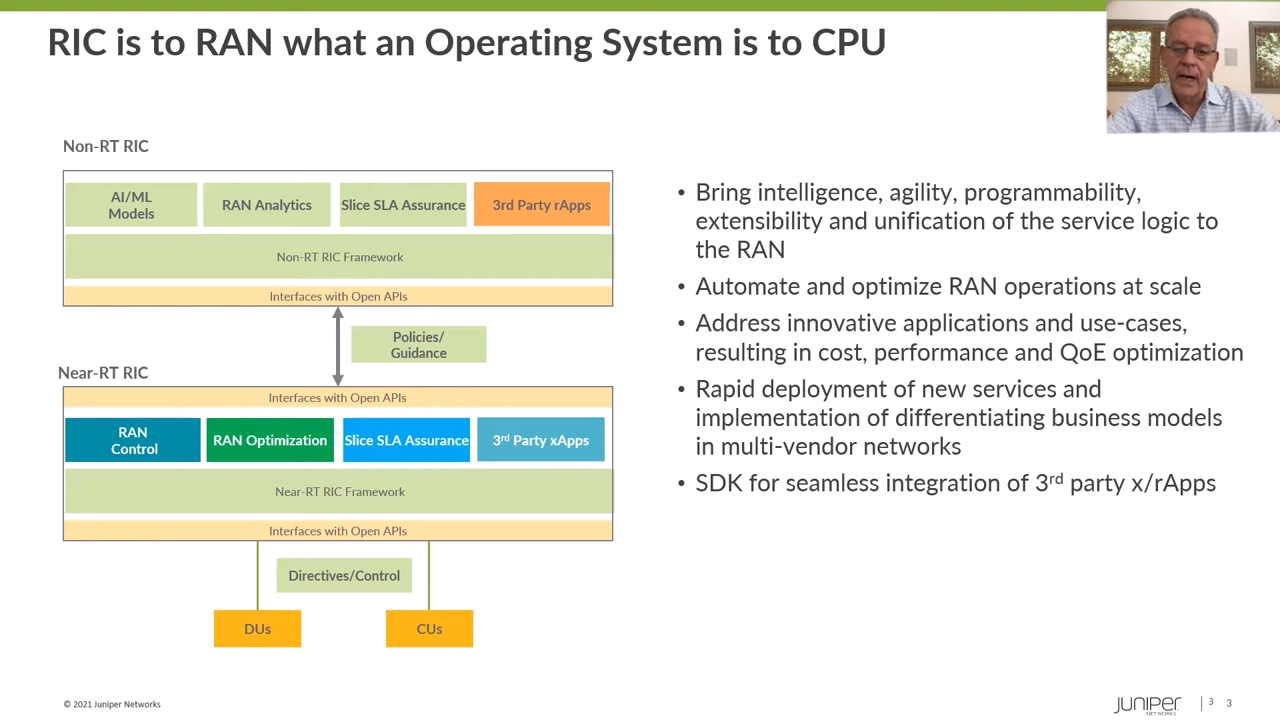 RIC is to RAN what an Operating System is to CPU
Non-RT RIC
AI/ML
Models
RAN Analytics
Slice SLA Assurance
3rd Party rApps
Non-RT RIC Framework
Interfaces with Open APIs
Policies/
Guidance
Near-RT RIC
Interfaces with Open APIs
RAN
Control
RAN Optimization
Slice SLA Assurance
3rd Party xApps
Near-RT RIC Framework
Interfaces with Open APIs
Directives/Control
DUs
CUs
• Bring intelligence, agility, programmability,
extensibility and unification of the service logic to
the RAN
• Automate and optimize RAN operations at scale
• Address innovative applications and use-cases,
resulting in cost, performance and QoE optimization
• Rapid deployment of new services and
implementation of differentiating business models
in multi-vendor networks
• SDK for seamless integration of 3rd party x/rApps
© 2021 Juniper Networks
JUNIPER
NETWORKS
3
3